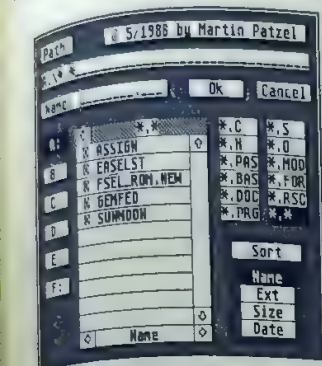 5/1988 by Martin Patzel
Path
*.\*
Name
Ok
Cancel
A:
B
C
D
E
F:
*.*
ASSIGN
EASELST
FSEL_ROM.NEW
GEMFED
SUNMOON
Name
*.C
*.H
*.PAS
*.BAS
*.DOC
*.PRG
*.S
*.O
*.MOD
*.FOR
*.RSC
*.*
Sort
Name
Ext
Size
Date